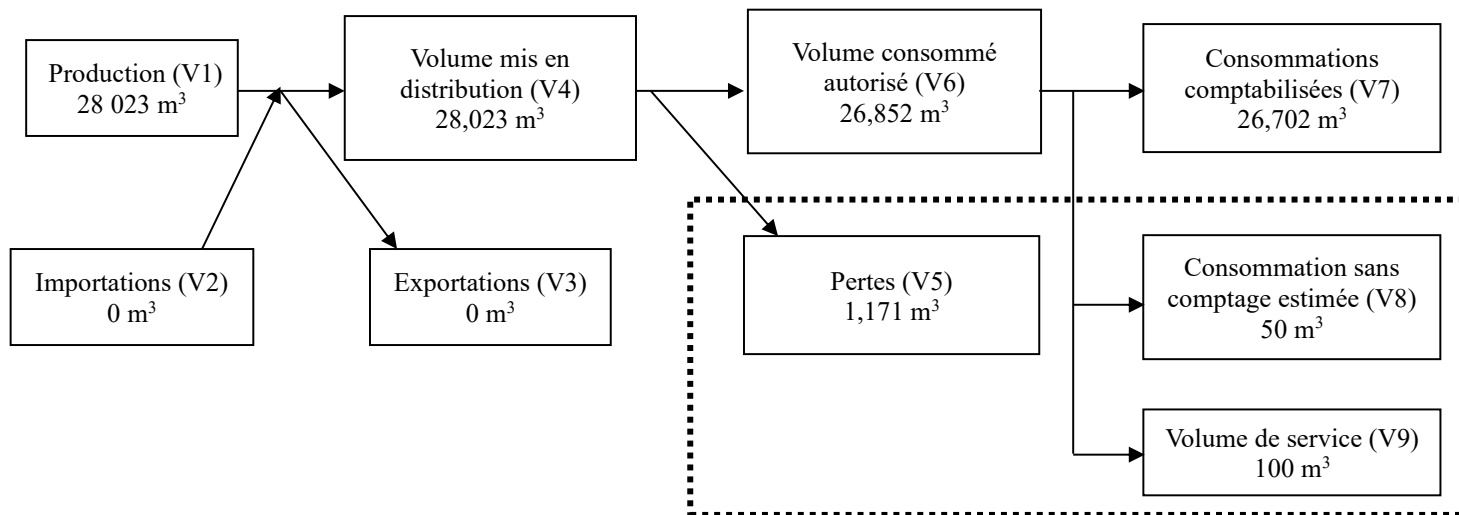 Production (V1)
28 023 m³
Volume mis en
distribution (V4)
28,023 m³
Volume consommé
autorisé (V6)
26,852 m³
Consommations
comptabilisées (V7)
26,702 m³
Importations (V2)
0 m³
Exportations (V3)
0 m³
Pertes (V5)
1,171 m³
Consommation sans
comptage estimée (V8)
50 m³
Volume de service (V9)
100 m³